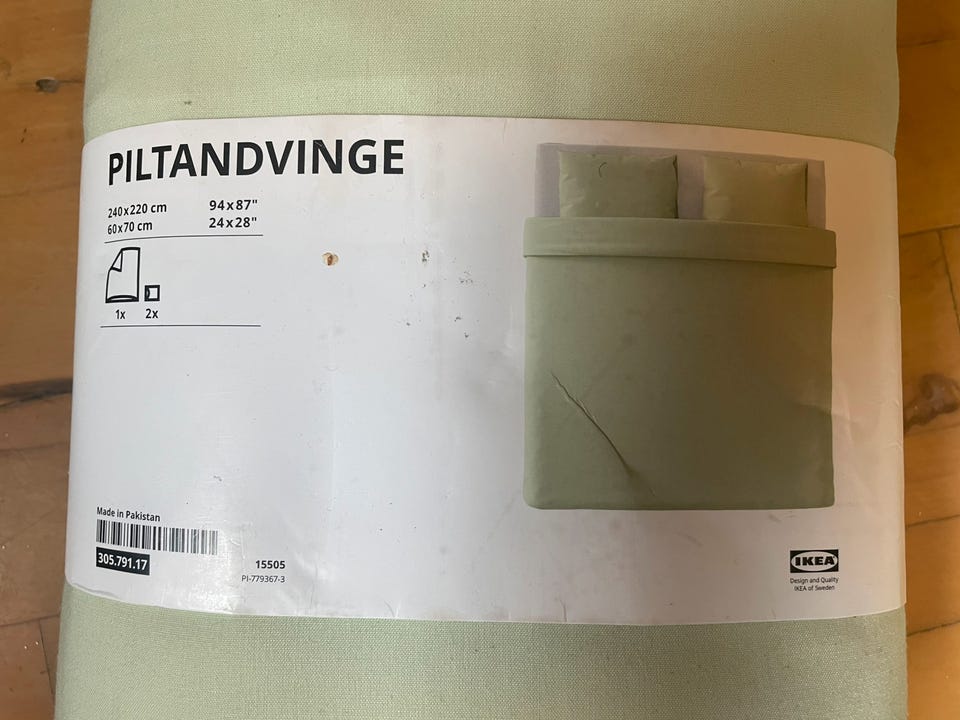 PILTANDVINGE
240x220 cm 94x87"
60x70 cm 24x28"
1x 2x
Made in Pakistan
305.791.17
15505
PI-779367-3
IKEA
Design and Quality
IKEA of Sweden